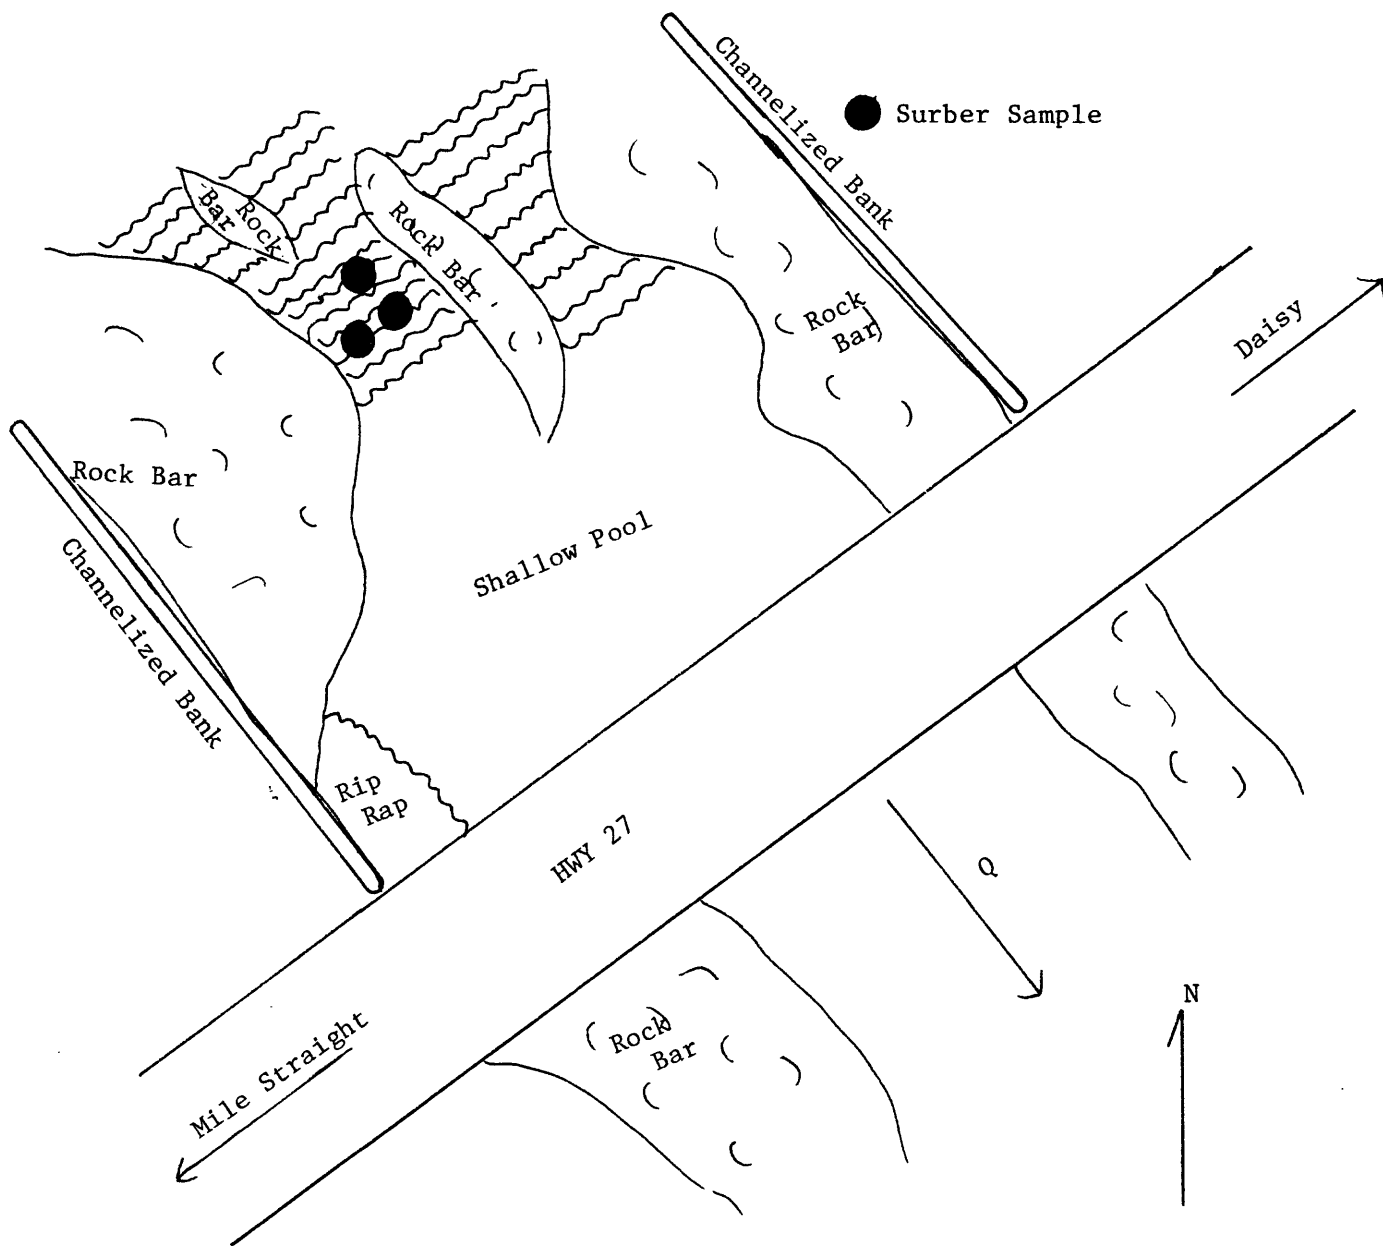 Channelized Bank
Surber Sample
Rock
Bar
Rock Bar
Rock
Bar
Daisy
Rock Bar
Shallow Pool
Channelized Bank
Rip
Rap
HWY 27
Q
N
Rock
Bar
Mile Straight